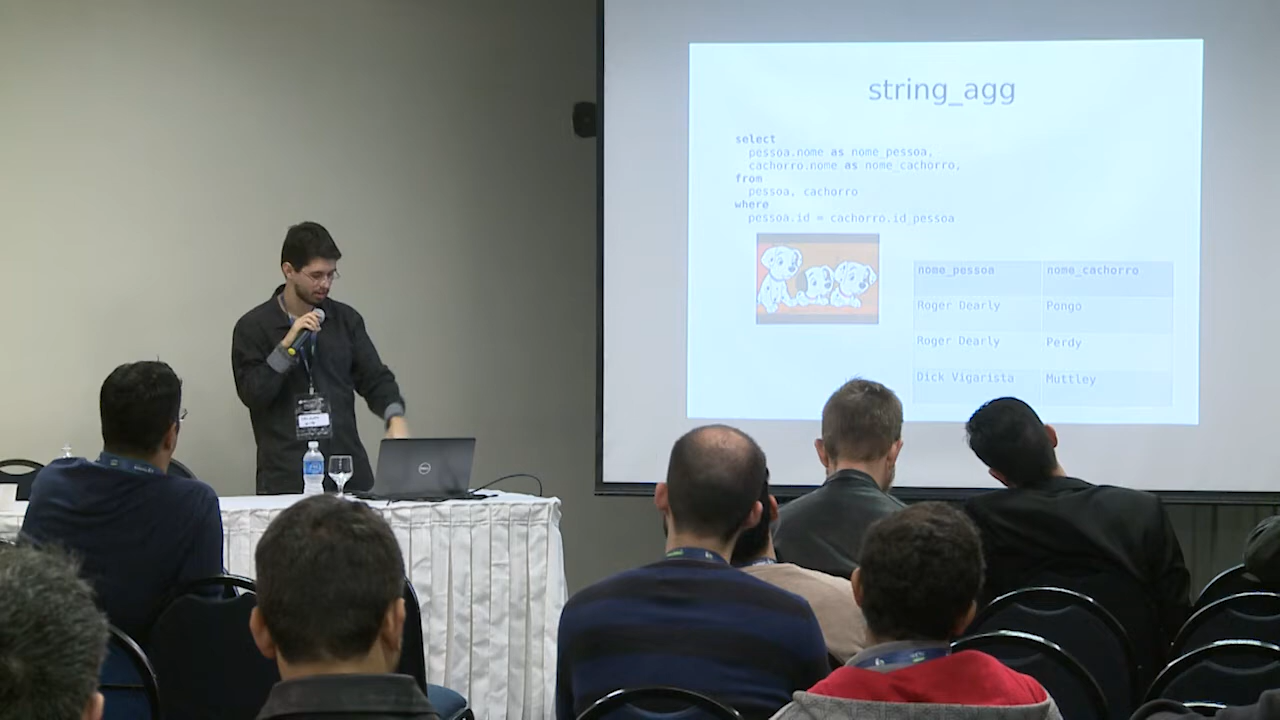 string_agg
select
pessoa.nome as nome_pessoa,
cachorro.nome as nome_cachorro,
from
pessoa, cachorro
where
pessoa.id = cachorro.id_pessoa
nome_pessoa nome_cachorro
Roger Dearly Pongo
Roger Dearly Perdy
Dick Vigarista Muttley
DELL